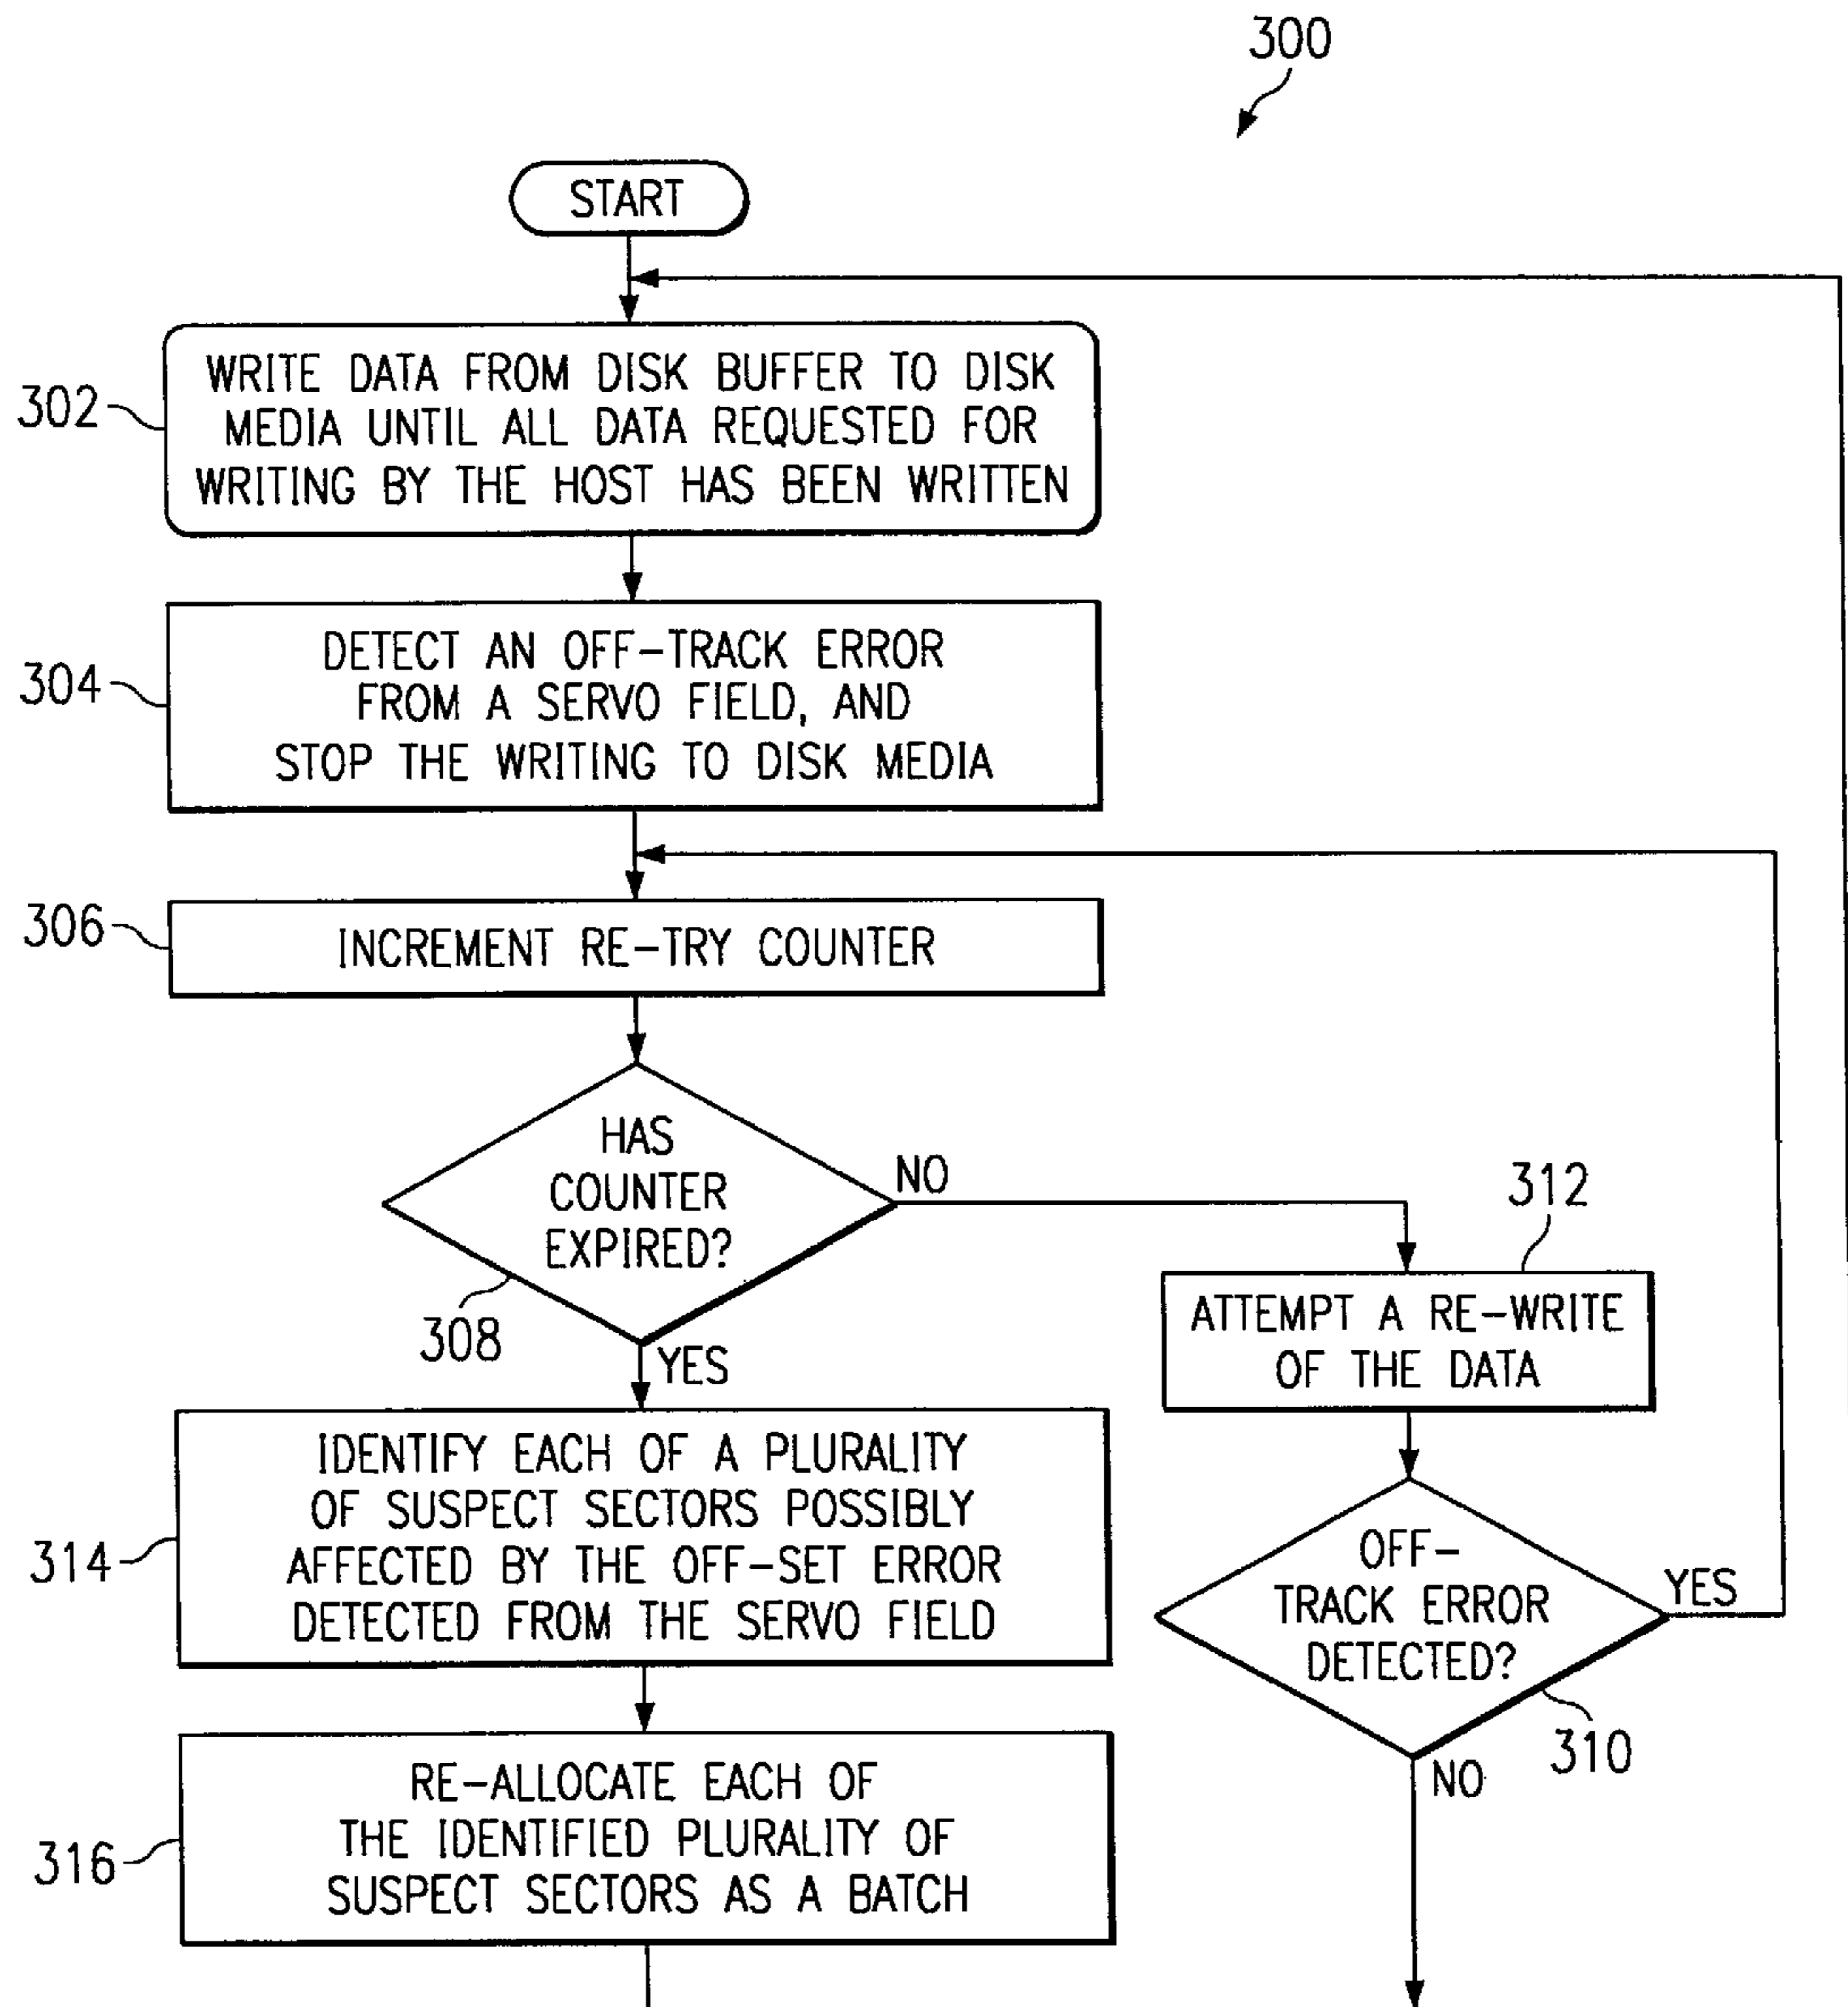 300
START
302
WRITE DATA FROM DISK BUFFER TO DISK
MEDIA UNTIL ALL DATA REQUESTED FOR
WRITING BY THE HOST HAS BEEN WRITTEN
304
DETECT AN OFF-TRACK ERROR
FROM A SERVO FIELD, AND
STOP THE WRITING TO DISK MEDIA
306
INCREMENT RE-TRY COUNTER
HAS
COUNTER
EXPIRED?
NO
308
YES
312
ATTEMPT A RE-WRITE
OF THE DATA
314
IDENTIFY EACH OF A PLURALITY
OF SUSPECT SECTORS POSSIBLY
AFFECTED BY THE OFF-SET ERROR
DETECTED FROM THE SERVO FIELD
OFF-
TRACK ERROR
DETECTED?
YES
310
NO
316
RE-ALLOCATE EACH OF
THE IDENTIFIED PLURALITY OF
SUSPECT SECTORS AS A BATCH